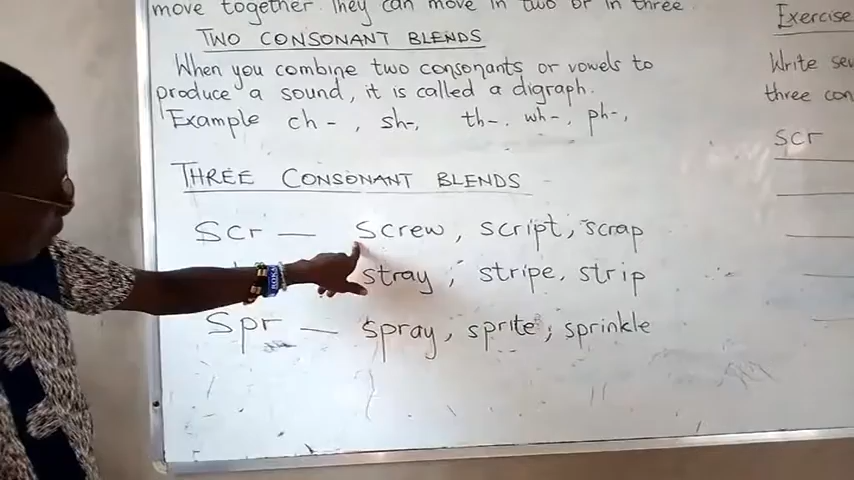 move together. They can move in two or in three
TWO CONSONANT BLENDS
When you combine two consonants or vowels to
produce a sound, it is called a digraph.
Example ch-, sh-, th-. wh-, ph-,
THREE CONSONANT BLENDS
Scr — screw, script, scrap
stray, stripe, strip
Spr — spray, sprite, sprinkle
Exercise
Write
three
scr